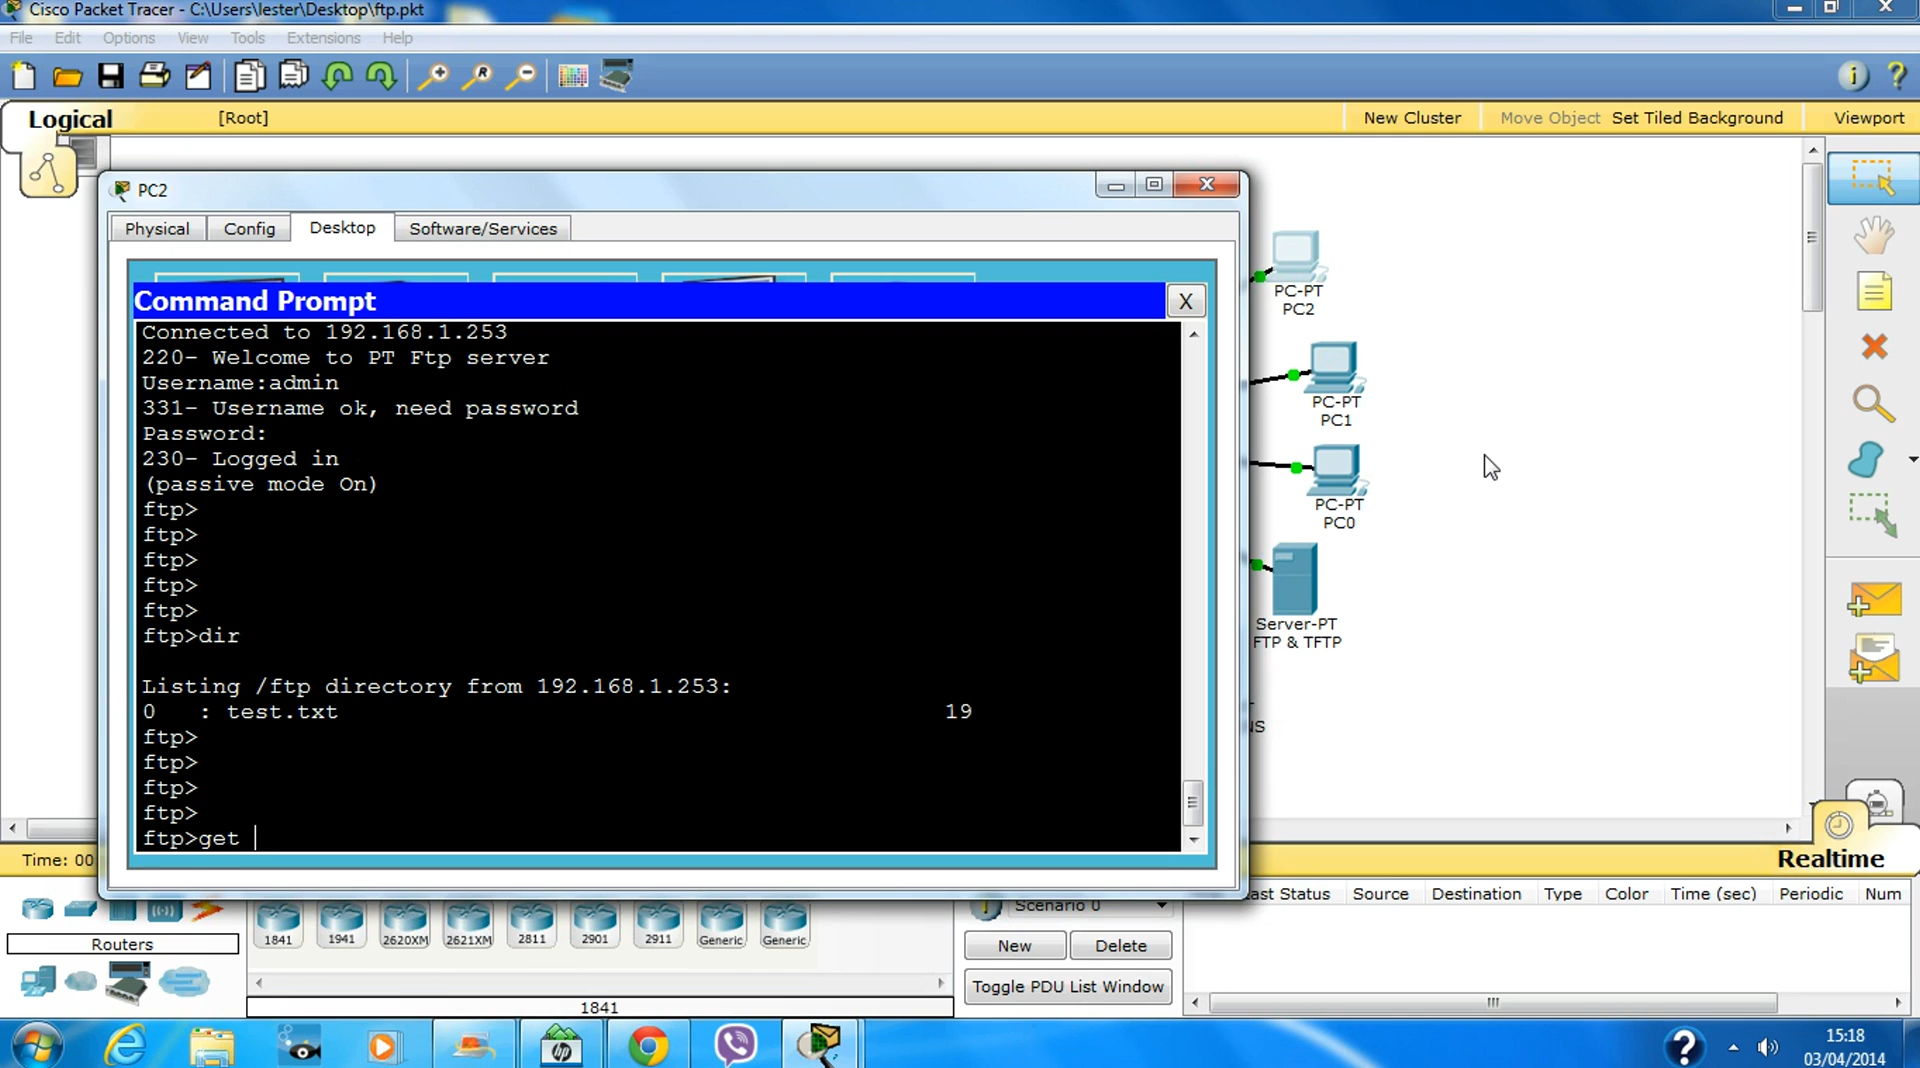 Cisco Packet Tracer - C:\Users\lester\Desktop\ftp.pkt
File Edit Options View Tools Extensions Help
Logical [Root] New Cluster Move Object Set Tiled Background Viewport
PC2
Physical Config Desktop Software/Services
Command Prompt X
Connected to 192.168.1.253
220- Welcome to PT Ftp server
Username:admin
331- Username ok, need password
Password:
230- Logged in
(passive mode On)
ftp>
ftp>
ftp>
ftp>
ftp>
ftp>dir
Listing /ftp directory from 192.168.1.253:
0 : test.txt 19
ftp>
ftp>
ftp>
ftp>
ftp>get
PC-PT
PC2
PC-PT
PC1
PC-PT
PC0
Server-PT
FTP & TFTP
Time: 00
Realtime
Routers
1841 1941 2620XM 2621XM 2811 2901 2911 Generic Generic
1841
Scenario 0
New Delete
Toggle PDU List Window
Last Status Source Destination Type Color Time (sec) Periodic Num
15:18
03/04/2014